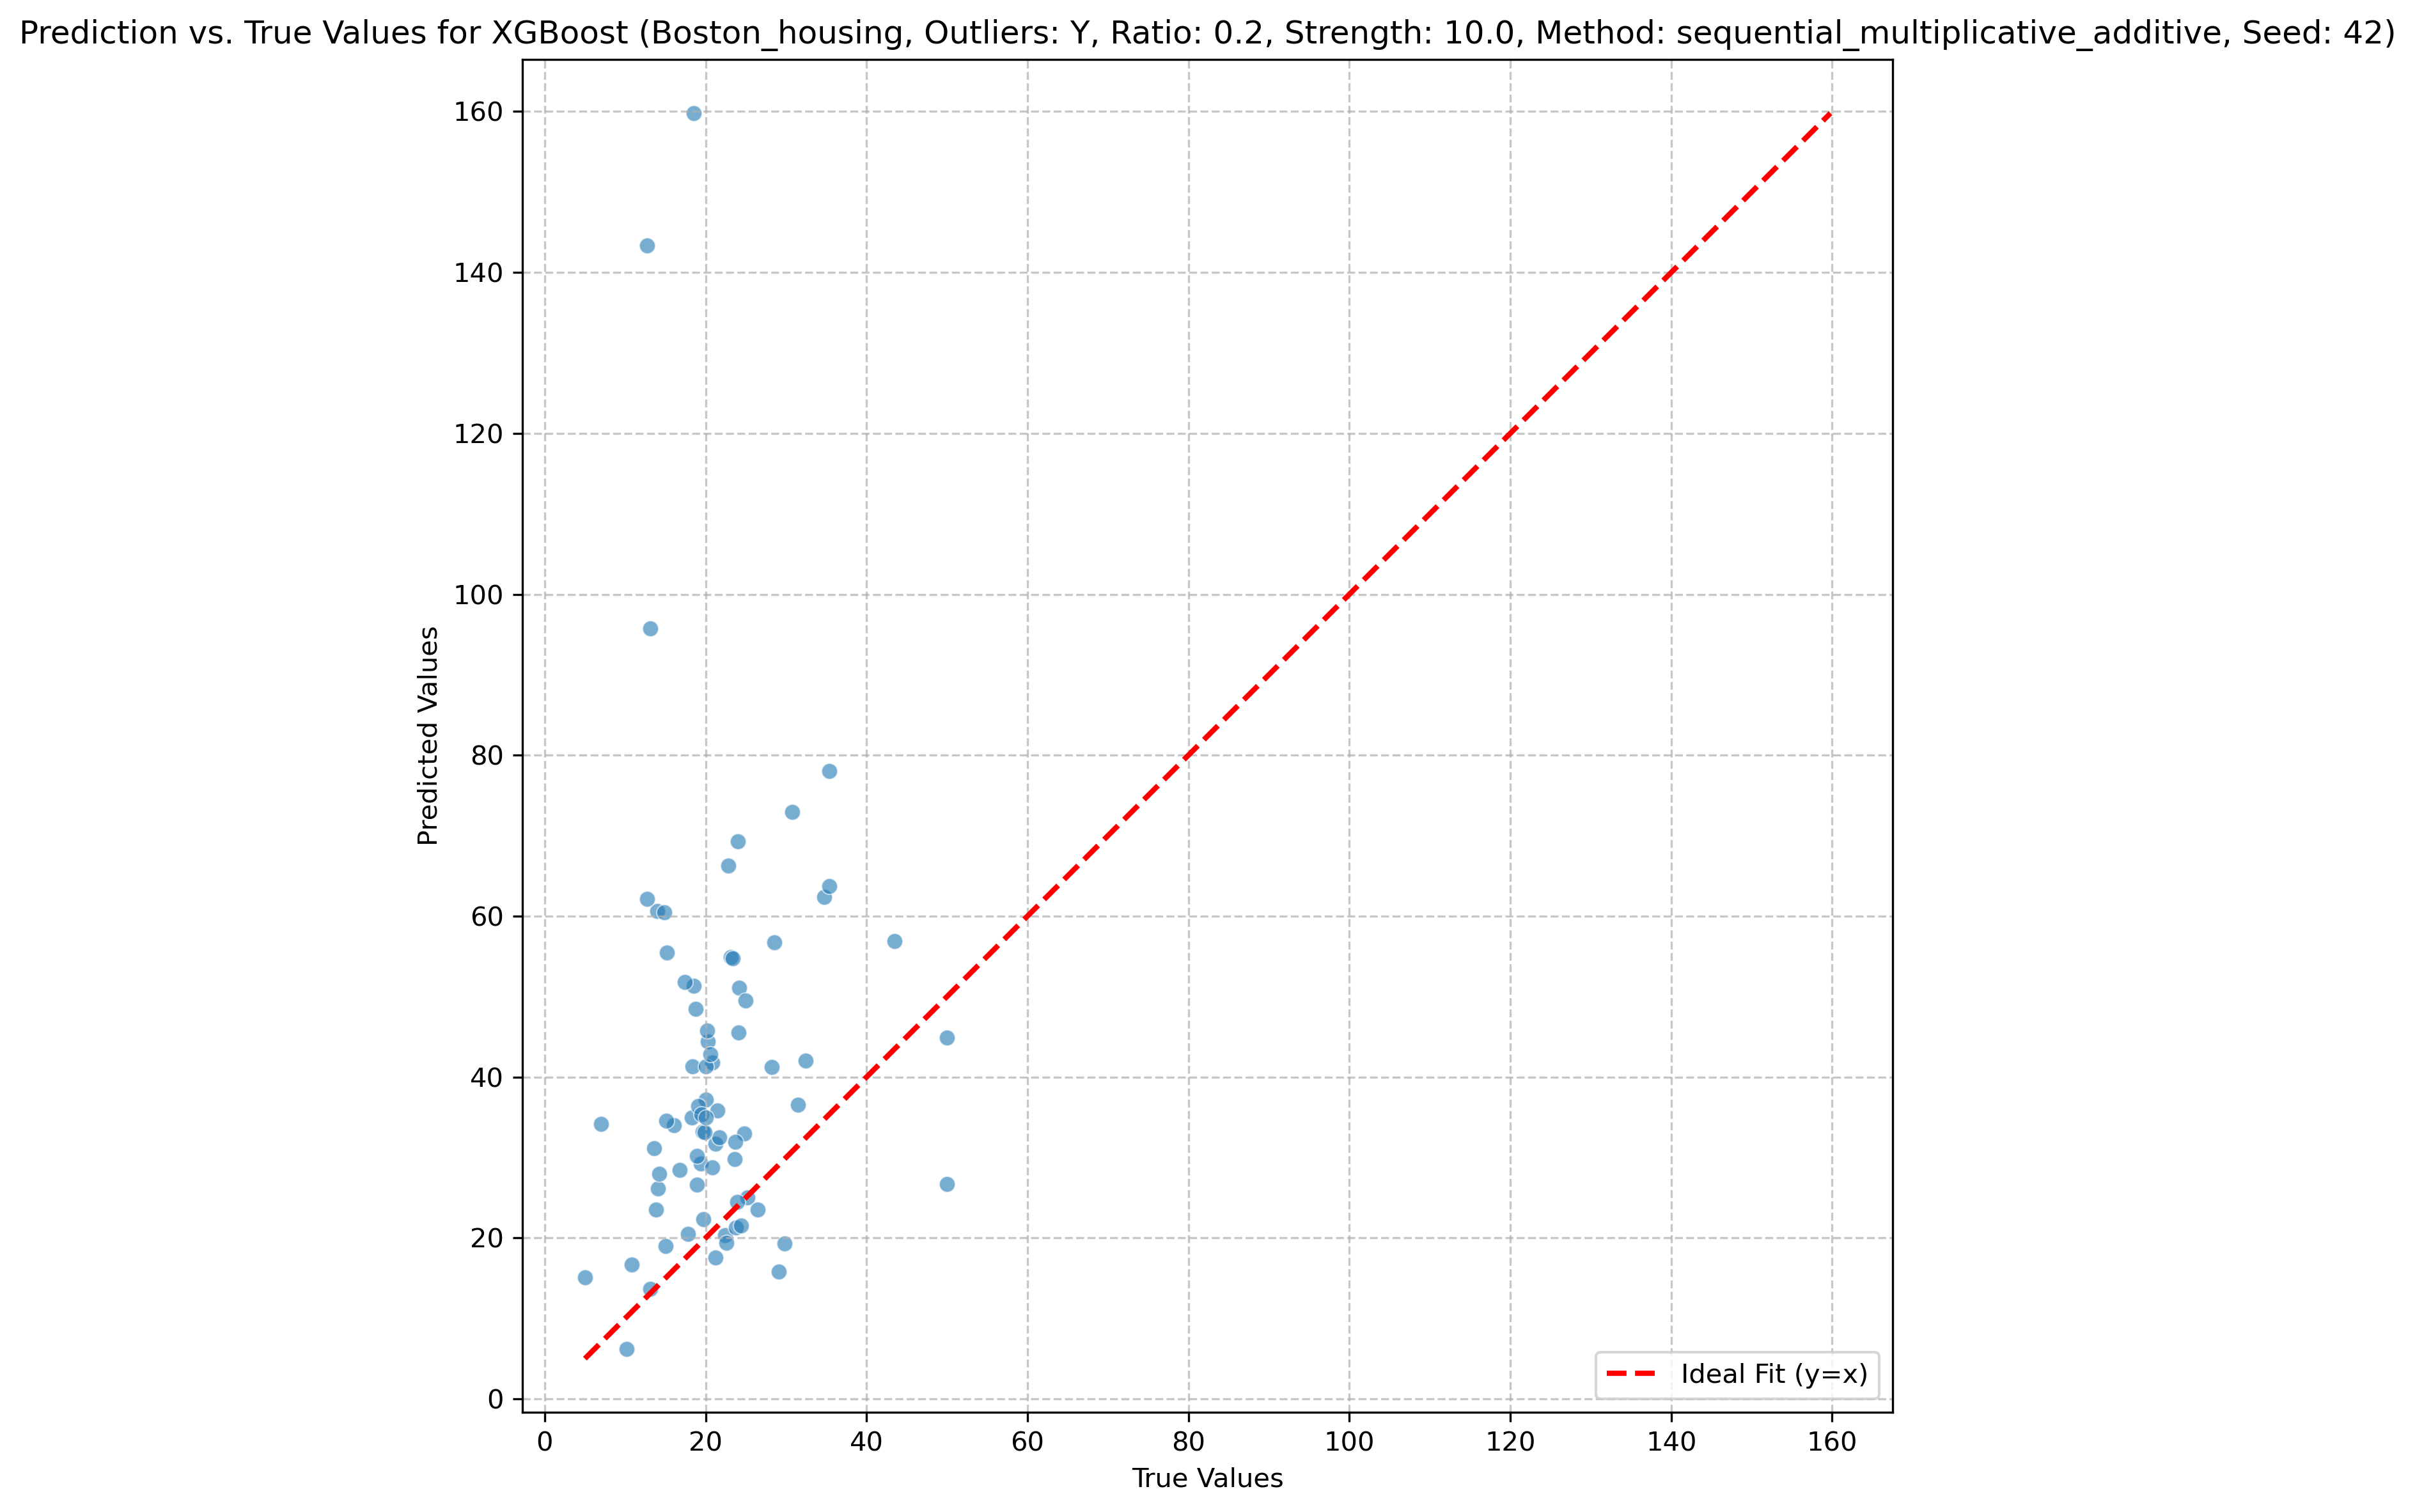 Prediction vs. True Values for XGBoost (Boston_housing, Outliers: Y, Ratio: 0.2, Strength: 10.0, Method: sequential_multiplicative_additive, Seed: 42)
160
140
120
100
80
60
40
20
0
Predicted Values
Ideal Fit (y=x)
0 20 40 60 80 100 120 140 160
True Values